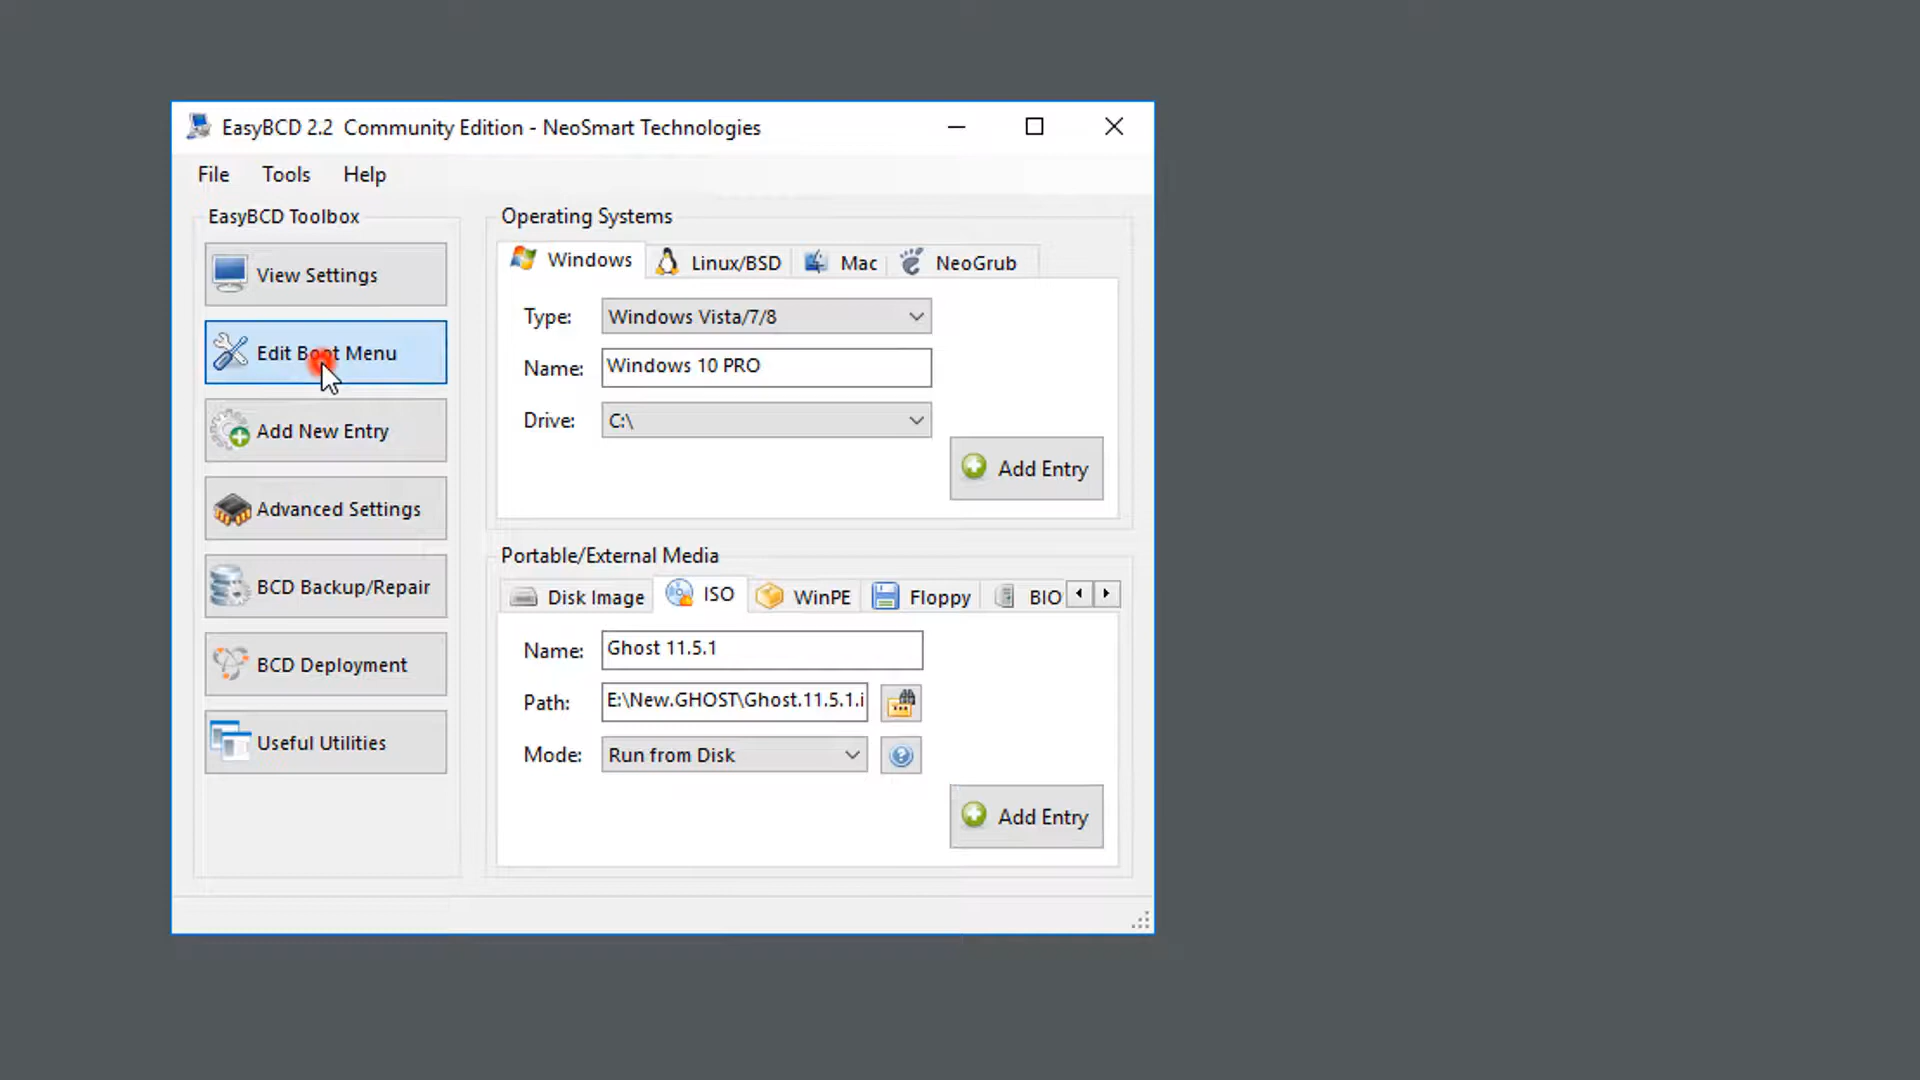 EasyBCD 2.2 Community Edition - NeoSmart Technologies
File Tools Help
EasyBCD Toolbox
View Settings
Edit Boot Menu
Add New Entry
Advanced Settings
BCD Backup/Repair
BCD Deployment
Useful Utilities
Operating Systems
Windows Linux/BSD Mac NeoGrub
Type: Windows Vista/7/8
Name: Windows 10 PRO
Drive: C:\
Add Entry
Portable/External Media
Disk Image ISO WinPE Floppy BIO
Name: Ghost 11.5.1
Path: E:\New.GHOST\Ghost.11.5.1.i
Mode: Run from Disk
Add Entry